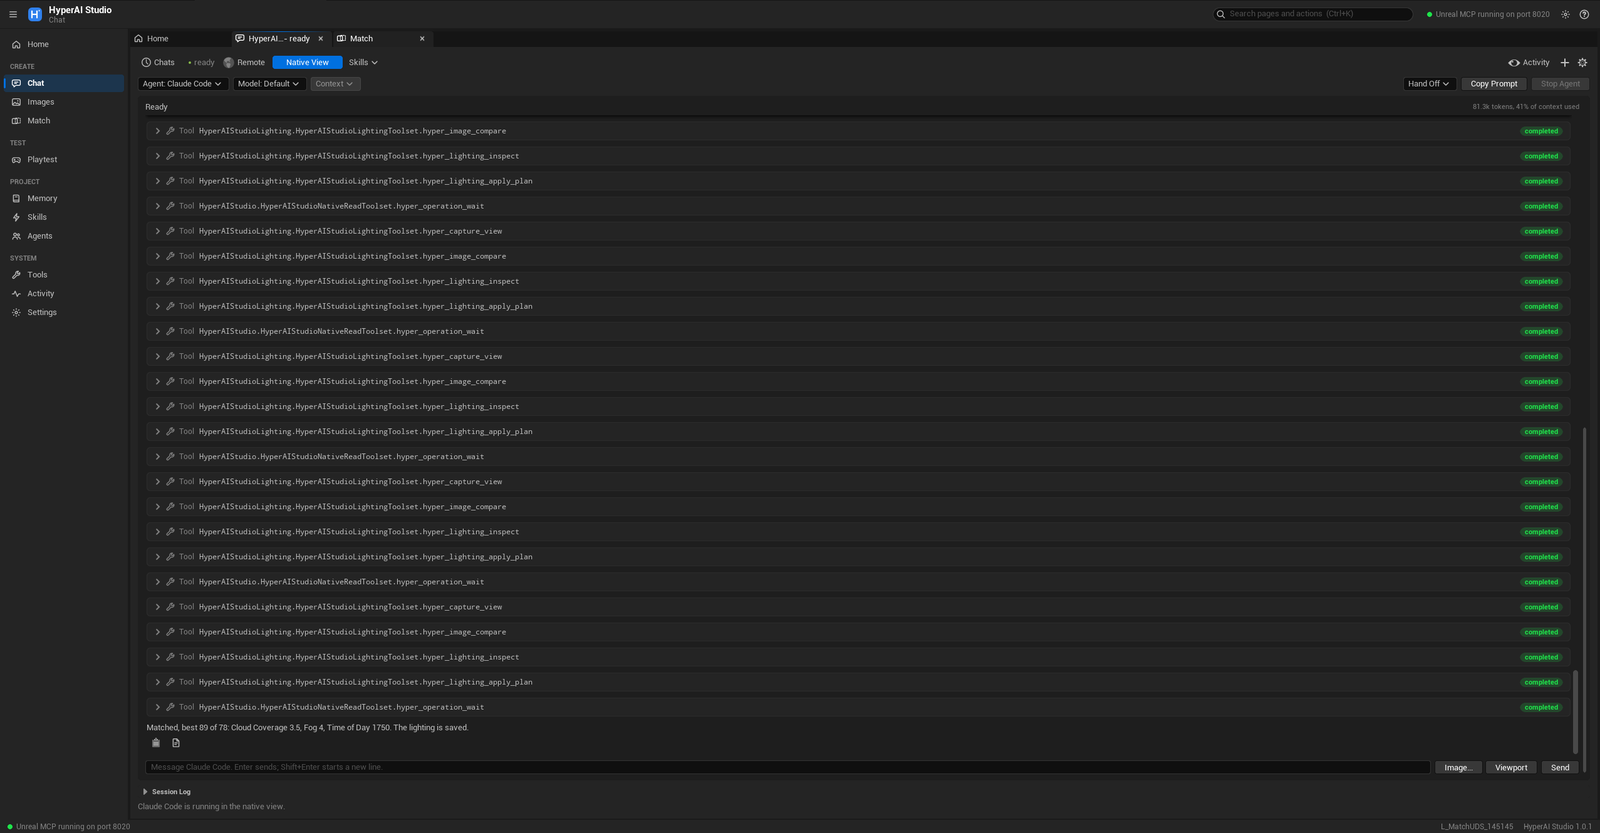 HyperAI Studio
Chat
Search pages and actions (Ctrl+K)
Unreal MCP running on port 8020
Home
CREATE
Chat
Images
Match
TEST
Playtest
PROJECT
Memory
Skills
Agents
SYSTEM
Tools
Activity
Settings
Home
HyperAI...- ready
Match
Chats
ready
Remote
Native View
Skills
Activity
Agent: Claude Code
Model: Default
Context
Hand Off
Copy Prompt
Stop Agent
Ready
81.3k tokens, 41% of context used
Tool HyperAIStudioLighting.HyperAIStudioLightingToolset.hyper_image_compare completed
Tool HyperAIStudioLighting.HyperAIStudioLightingToolset.hyper_lighting_inspect completed
Tool HyperAIStudioLighting.HyperAIStudioLightingToolset.hyper_lighting_apply_plan completed
Tool HyperAIStudio.HyperAIStudioNativeReadToolset.hyper_operation_wait completed
Tool HyperAIStudioLighting.HyperAIStudioLightingToolset.hyper_capture_view completed
Tool HyperAIStudioLighting.HyperAIStudioLightingToolset.hyper_image_compare completed
Tool HyperAIStudioLighting.HyperAIStudioLightingToolset.hyper_lighting_inspect completed
Tool HyperAIStudioLighting.HyperAIStudioLightingToolset.hyper_lighting_apply_plan completed
Tool HyperAIStudio.HyperAIStudioNativeReadToolset.hyper_operation_wait completed
Tool HyperAIStudioLighting.HyperAIStudioLightingToolset.hyper_capture_view completed
Tool HyperAIStudioLighting.HyperAIStudioLightingToolset.hyper_image_compare completed
Tool HyperAIStudioLighting.HyperAIStudioLightingToolset.hyper_lighting_inspect completed
Tool HyperAIStudioLighting.HyperAIStudioLightingToolset.hyper_lighting_apply_plan completed
Tool HyperAIStudio.HyperAIStudioNativeReadToolset.hyper_operation_wait completed
Tool HyperAIStudioLighting.HyperAIStudioLightingToolset.hyper_capture_view completed
Tool HyperAIStudioLighting.HyperAIStudioLightingToolset.hyper_image_compare completed
Tool HyperAIStudioLighting.HyperAIStudioLightingToolset.hyper_lighting_inspect completed
Tool HyperAIStudioLighting.HyperAIStudioLightingToolset.hyper_lighting_apply_plan completed
Tool HyperAIStudio.HyperAIStudioNativeReadToolset.hyper_operation_wait completed
Tool HyperAIStudioLighting.HyperAIStudioLightingToolset.hyper_capture_view completed
Tool HyperAIStudioLighting.HyperAIStudioLightingToolset.hyper_image_compare completed
Tool HyperAIStudioLighting.HyperAIStudioLightingToolset.hyper_lighting_inspect completed
Tool HyperAIStudioLighting.HyperAIStudioLightingToolset.hyper_lighting_apply_plan completed
Tool HyperAIStudio.HyperAIStudioNativeReadToolset.hyper_operation_wait completed
Matched, best 89 of 78: Cloud Coverage 3.5, Fog 4, Time of Day 1750. The lighting is saved.
Message Claude Code. Enter sends, Shift+Enter starts a new line.
Image...
Viewport
Send
Session Log
Claude Code is running in the native view.
Unreal MCP running on port 8020
L_MatchUDS_145145
HyperAI Studio 1.0.1